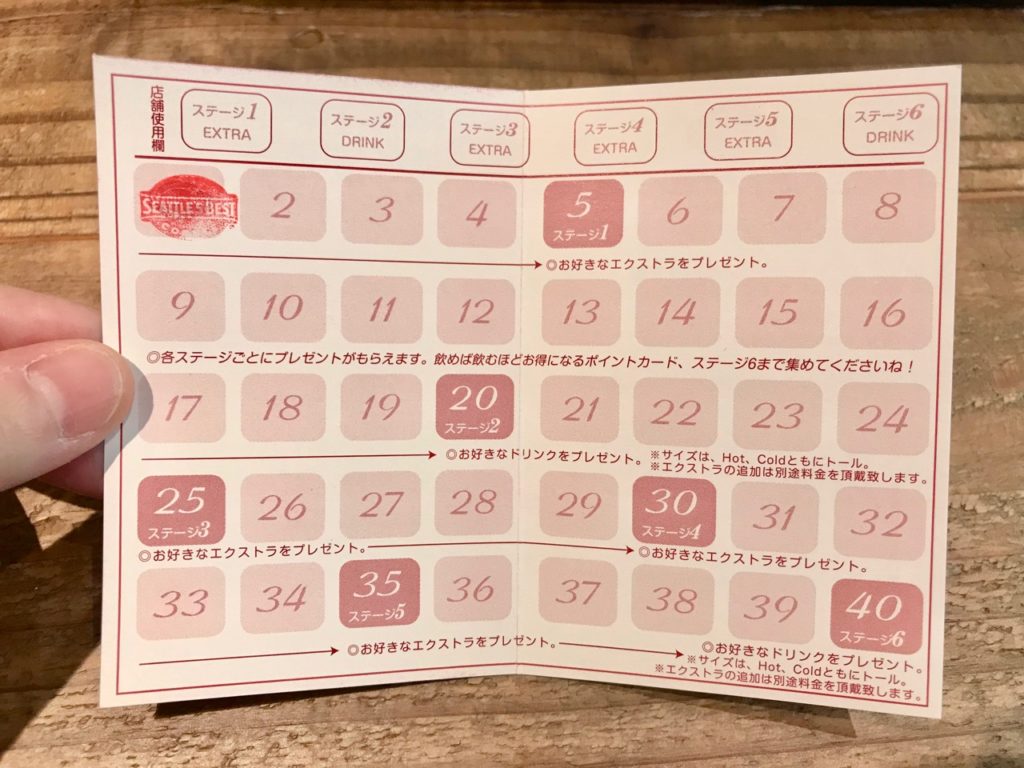 店舗使用欄
ステージ1 EXTRA
ステージ2 DRINK
ステージ3 EXTRA
ステージ4 EXTRA
ステージ5 EXTRA
ステージ6 DRINK
SEATTLE'S BEST
2 3 4 5 6 7 8
ステージ1
◎お好きなエクストラをプレゼント。
9 10 11 12 13 14 15 16
◎各ステージごとにプレゼントがもらえます。飲めば飲むほどお得になるポイントカード、ステージ6まで集めてくださいね!
17 18 19 20 21 22 23 24
ステージ2
◎お好きなドリンクをプレゼント。
※サイズは、Hot、Coldともにトール。
※エクストラの追加は別途料金を頂戴致します。
25 26 27 28 29 30 31 32
ステージ3 ステージ4
◎お好きなエクストラをプレゼント。
◎お好きなエクストラをプレゼント。
33 34 35 36 37 38 39 40
ステージ5 ステージ6
◎お好きなエクストラをプレゼント。
◎お好きなドリンクをプレゼント。
※サイズは、Hot、Coldともにトール。
※エクストラの追加は別途料金を頂戴致します。